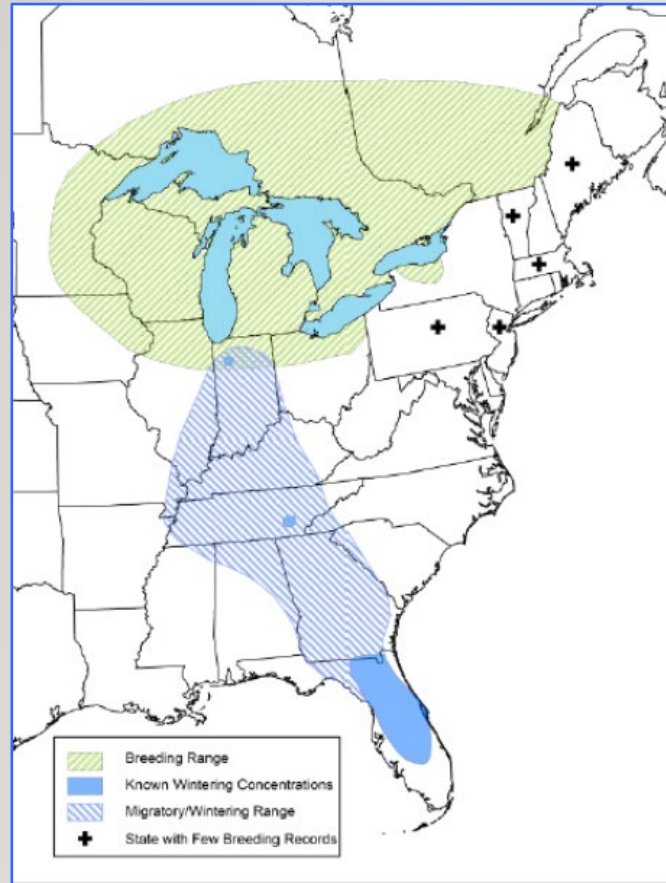 Breeding Range
Known Wintering Concentrations
Migratory/Wintering Range
State with Few Breeding Records